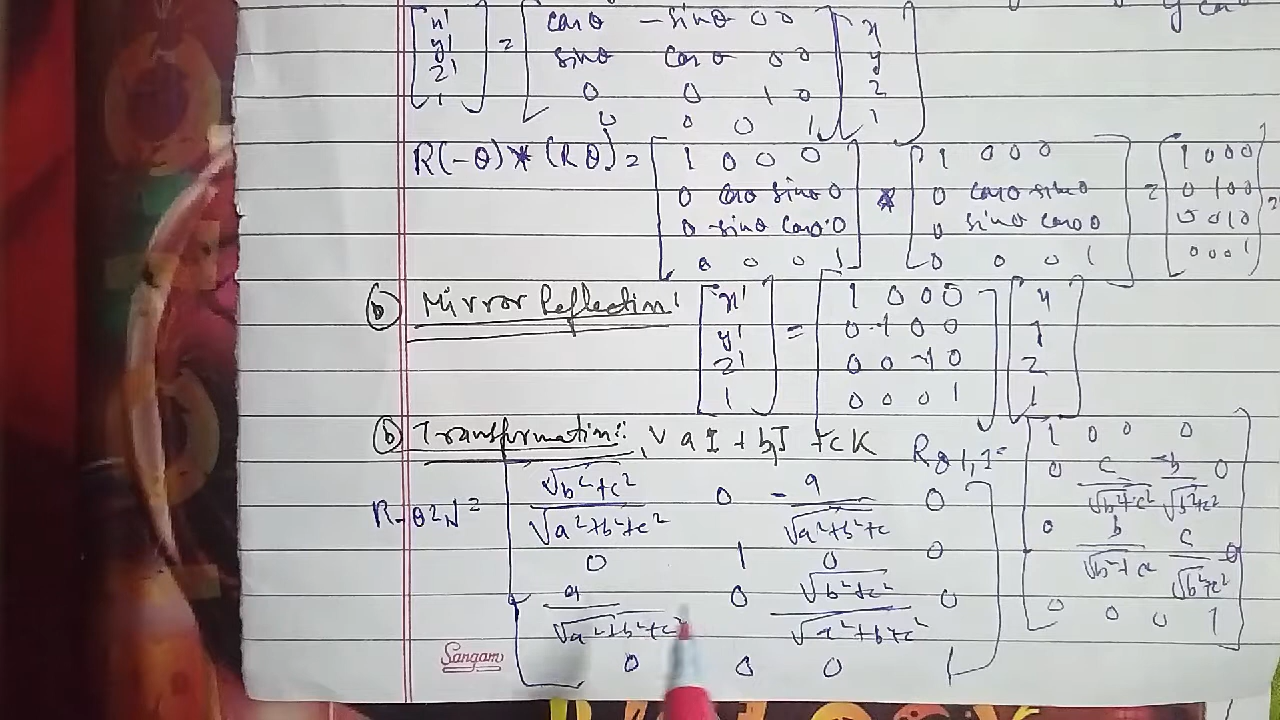 [x' y' z' 1] = [cosθ -sinθ 0 0
sinθ cosθ 0 0
0 0 1 0
0 0 0 1] [x y z 1]
R(-θ)*(Rθ) = [1 0 0 0 * [1 0 0 0 = [1 0 0 0
0 cosθ sinθ 0 0 cosθ sinθ 0 0 1 0 0
0 -sinθ cosθ 0 0 sinθ cosθ 0 0 0 1 0
0 0 0 1] 0 0 0 1] 0 0 0 1]
(b) Mirror Reflection: [x' = [1 0 0 0 [x
y' 0 -1 0 0 y
z' 0 0 -1 0 z
1] 0 0 0 1] 1]
(b) Transformation:, V aI + bJ + cK Rθ1,1= [1 0 0 0
0 c/√b²+c² -b/√b²+c² 0
0 b/√b²+c c/√b²+c² 0
0 0 0 1]
R-θ2N= [√b²+c²/√a²+b²+c² 0 -a/√a²+b²+c 0
0 1 0 0
a/√a²+b²+c² 0 √b²+c²/√a²+b²+c² 0
0 0 0 1]
Sangam